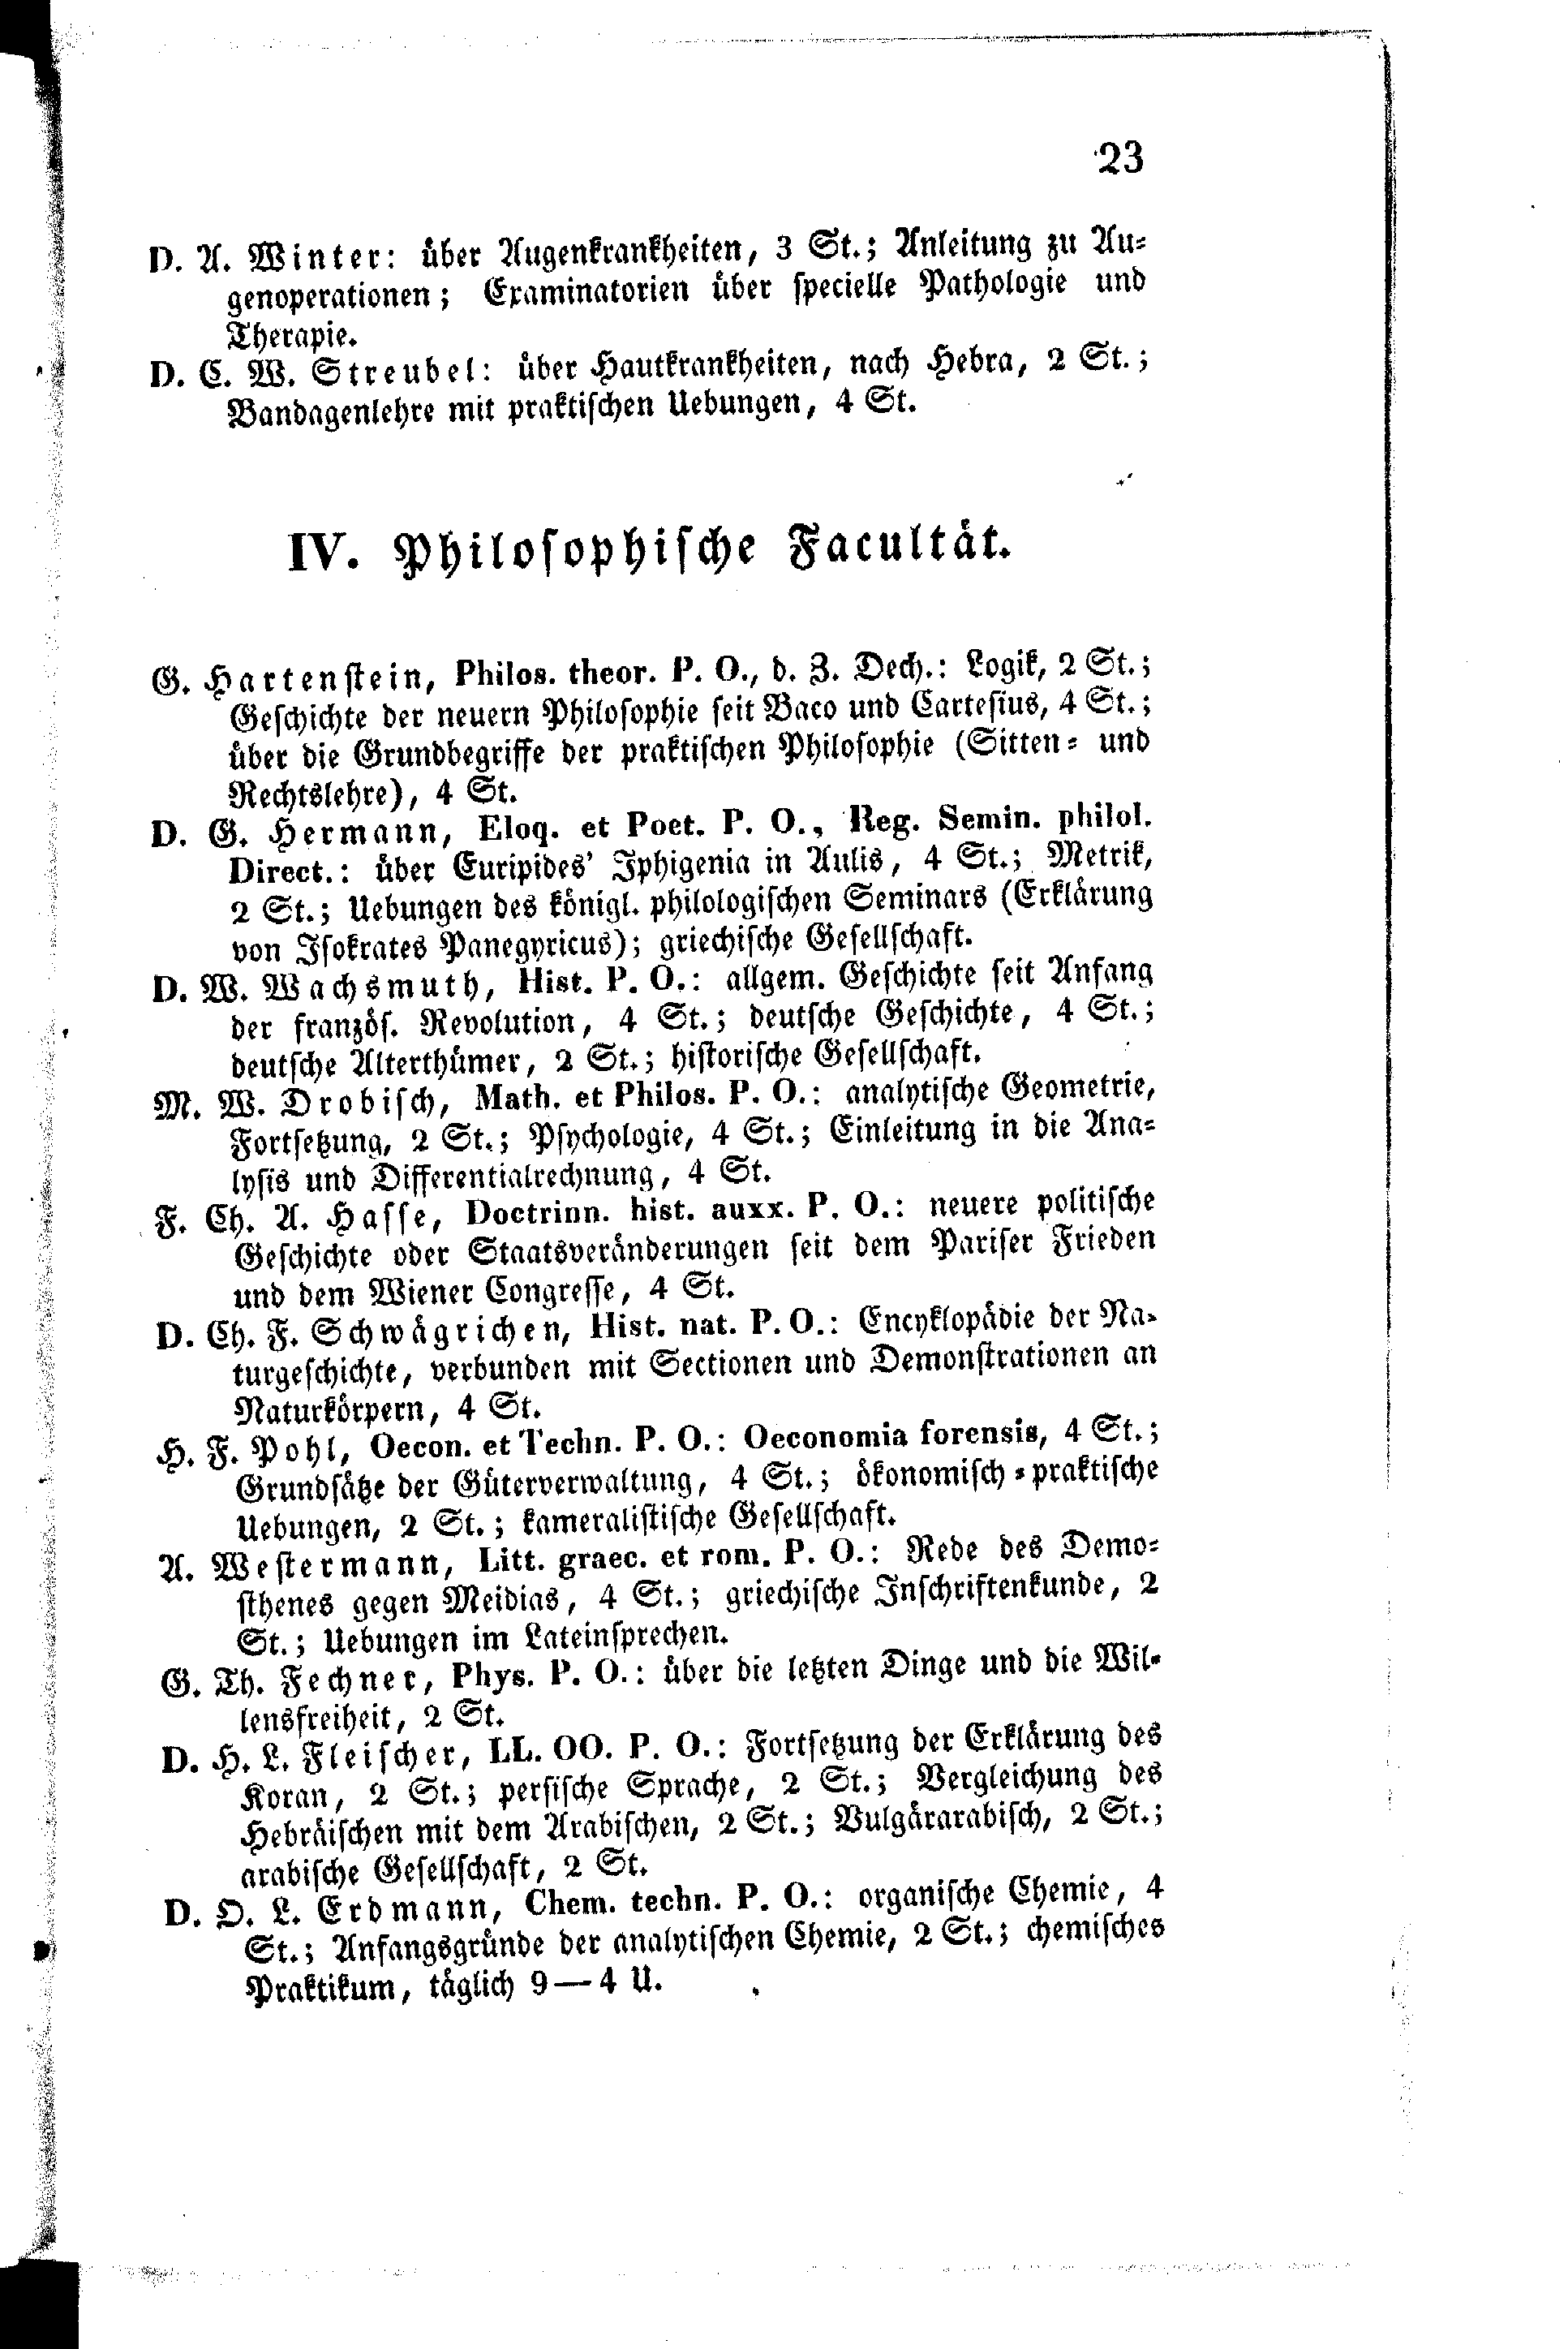 23
D. A. Winter: über Augenkrankheiten, 3 St.; Anleitung zu Au-
genoperationen; Examinatorien über specielle Pathologie und
Therapie.
D. C. W. Streubel: über Hautkrankheiten, nach Hebra, 2 St.;
Bandagenlehre mit praktischen Uebungen, 4 St.
IV. Philosophische Facultät.
G. Hartenstein, Philos. theor. P. O., d. Z. Dech.: Logik, 2 St.;
Geschichte der neuern Philosophie seit Baco und Cartesius, 4 St.;
über die Grundbegriffe der praktischen Philosophie (Sitten- und
Rechtslehre), 4 St.
D. G. Hermann, Eloq. et Poet. P. O., Reg. Semin. philol.
Direct.: über Euripides' Iphigenia in Aulis, 4 St.; Metrik,
2 St.; Uebungen des königl. philologischen Seminars (Erklärung
von Isokrates Panegyricus); griechische Gesellschaft.
D. W. Wachsmuth, Hist. P. O.: allgem. Geschichte seit Anfang
der französ. Revolution, 4 St.; deutsche Geschichte, 4 St.;
deutsche Alterthümer, 2 St.; historische Gesellschaft.
M. W. Drobisch, Math. et Philos. P. O.: analytische Geometrie,
Fortsetzung, 2 St.; Psychologie, 4 St.; Einleitung in die Ana-
lysis und Differentialrechnung, 4 St.
F. Ch. A. Hasse, Doctrinn. hist. auxx. P. O.: neuere politische
Geschichte oder Staatsveränderungen seit dem Pariser Frieden
und dem Wiener Congresse, 4 St.
D. Ch. F. Schwägrichen, Hist. nat. P. O.: Encyklopädie der Na-
turgeschichte, verbunden mit Sectionen und Demonstrationen an
Naturkörpern, 4 St.
H. F. Pohl, Oecon. et Techn. P. O.: Oeconomia forensis, 4 St.;
Grundsätze der Güterverwaltung, 4 St.; ökonomisch-praktische
Uebungen, 2 St.; kameralistische Gesellschaft.
A. Westermann, Litt. graec. et rom. P. O.: Rede des Demo-
sthenes gegen Meidias, 4 St.; griechische Inschriftenkunde, 2
St.; Uebungen im Lateinsprechen.
G. Th. Fechner, Phys. P. O.: über die letzten Dinge und die Wil-
lensfreiheit, 2 St.
D. H. L. Fleischer, LL. OO. P. O.: Fortsetzung der Erklärung des
Koran, 2 St.; persische Sprache, 2 St.; Vergleichung des
Hebräischen mit dem Arabischen, 2 St.; Vulgärarabisch, 2 St.;
arabische Gesellschaft, 2 St.
D. O. L. Erdmann, Chem. techn. P. O.: organische Chemie, 4
St.; Anfangsgründe der analytischen Chemie, 2 St.; chemisches
Praktikum, täglich 9—4 U.